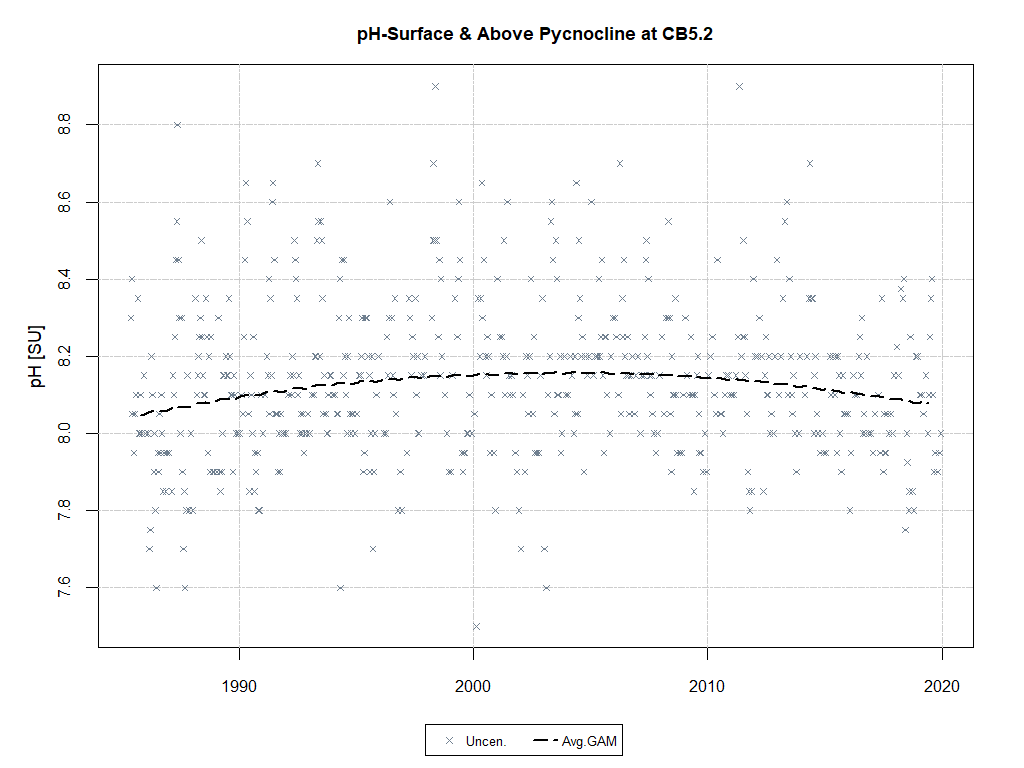 pH-Surface & Above Pycnocline at CB5.2
pH [SU]
8.8
8.6
8.4
8.2
8.0
7.8
7.6
1990
2000
2010
2020
Uncen.
Avg.GAM